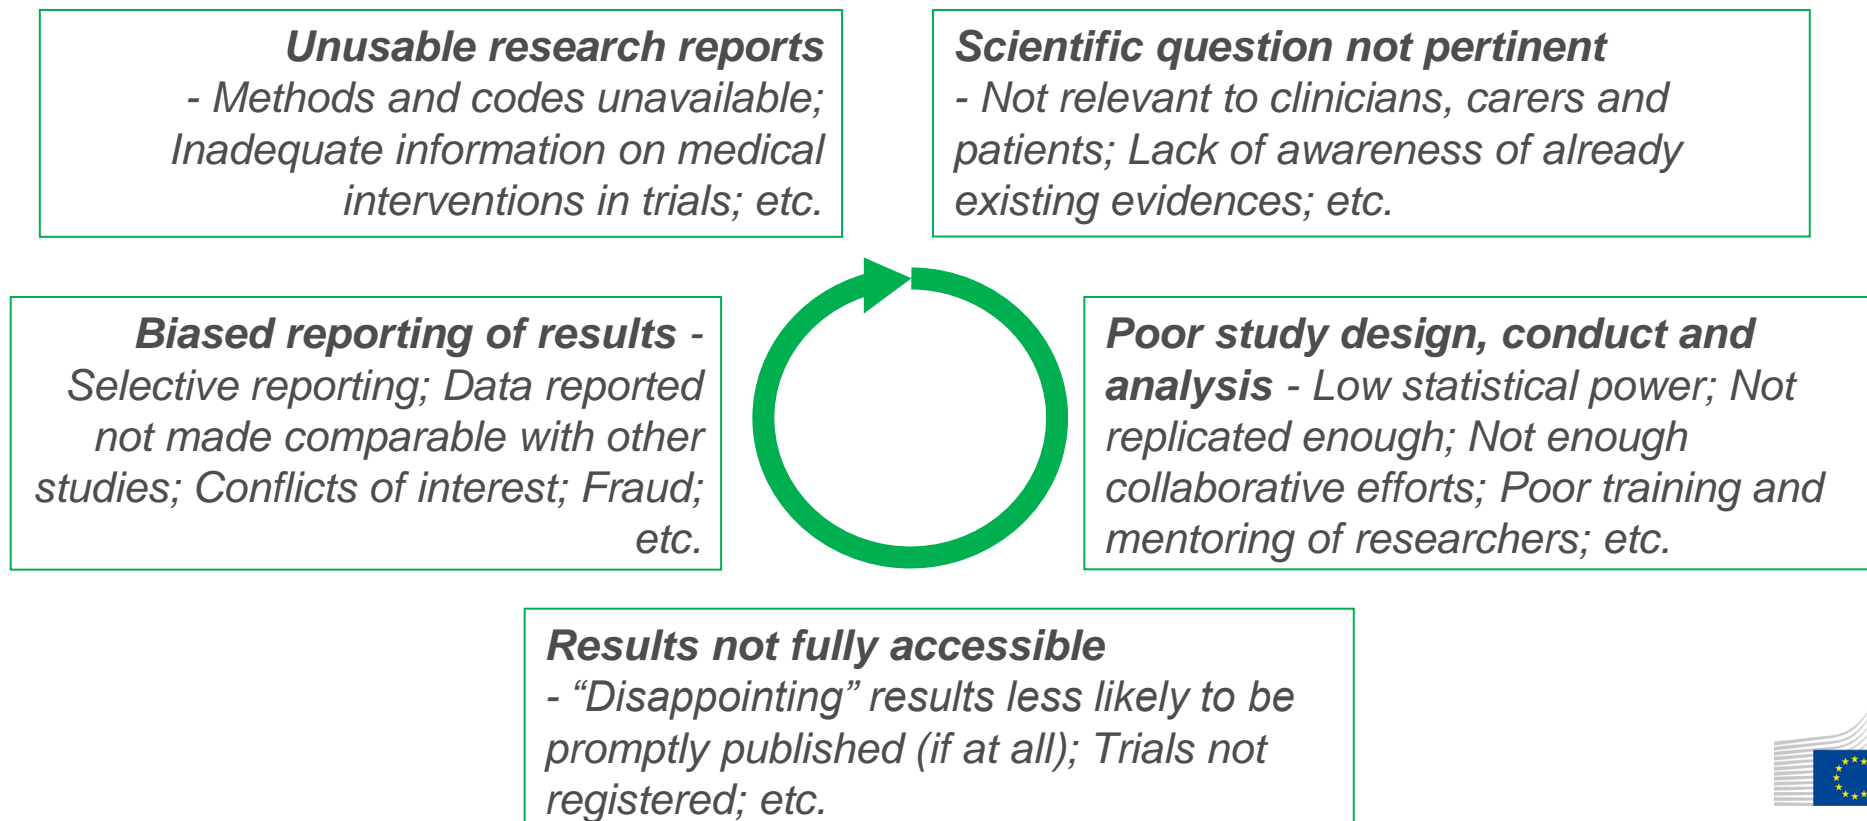 Unusable research reports
- Methods and codes unavailable;
Inadequate information on medical
interventions in trials; etc.
Scientific question not pertinent
- Not relevant to clinicians, carers and
patients; Lack of awareness of already
existing evidences; etc.
Biased reporting of results -
Selective reporting; Data reported
not made comparable with other
studies; Conflicts of interest; Fraud;
etc.
Poor study design, conduct and
analysis - Low statistical power; Not
replicated enough; Not enough
collaborative efforts; Poor training and
mentoring of researchers; etc.
Results not fully accessible
- “Disappointing” results less likely to be
promptly published (if at all); Trials not
registered; etc.